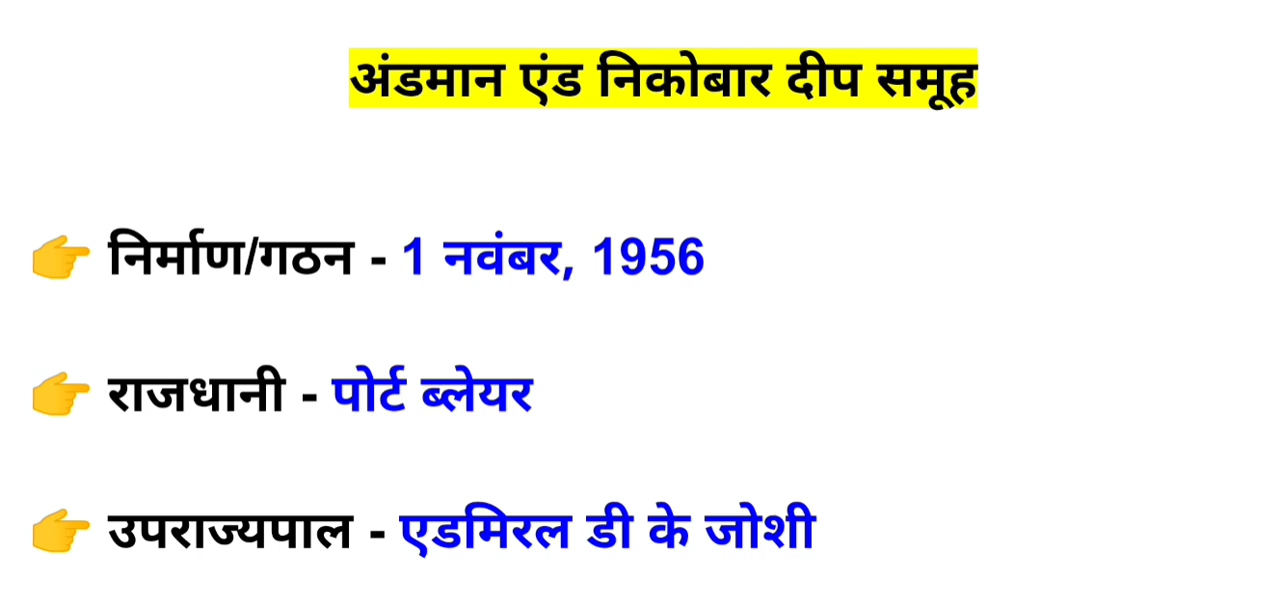 अंडमान एंड निकोबार दीप समूह
👉 निर्माण/गठन - 1 नवंबर, 1956
👉 राजधानी - पोर्ट ब्लेयर
👉 उपराज्यपाल - एडमिरल डी के जोशी